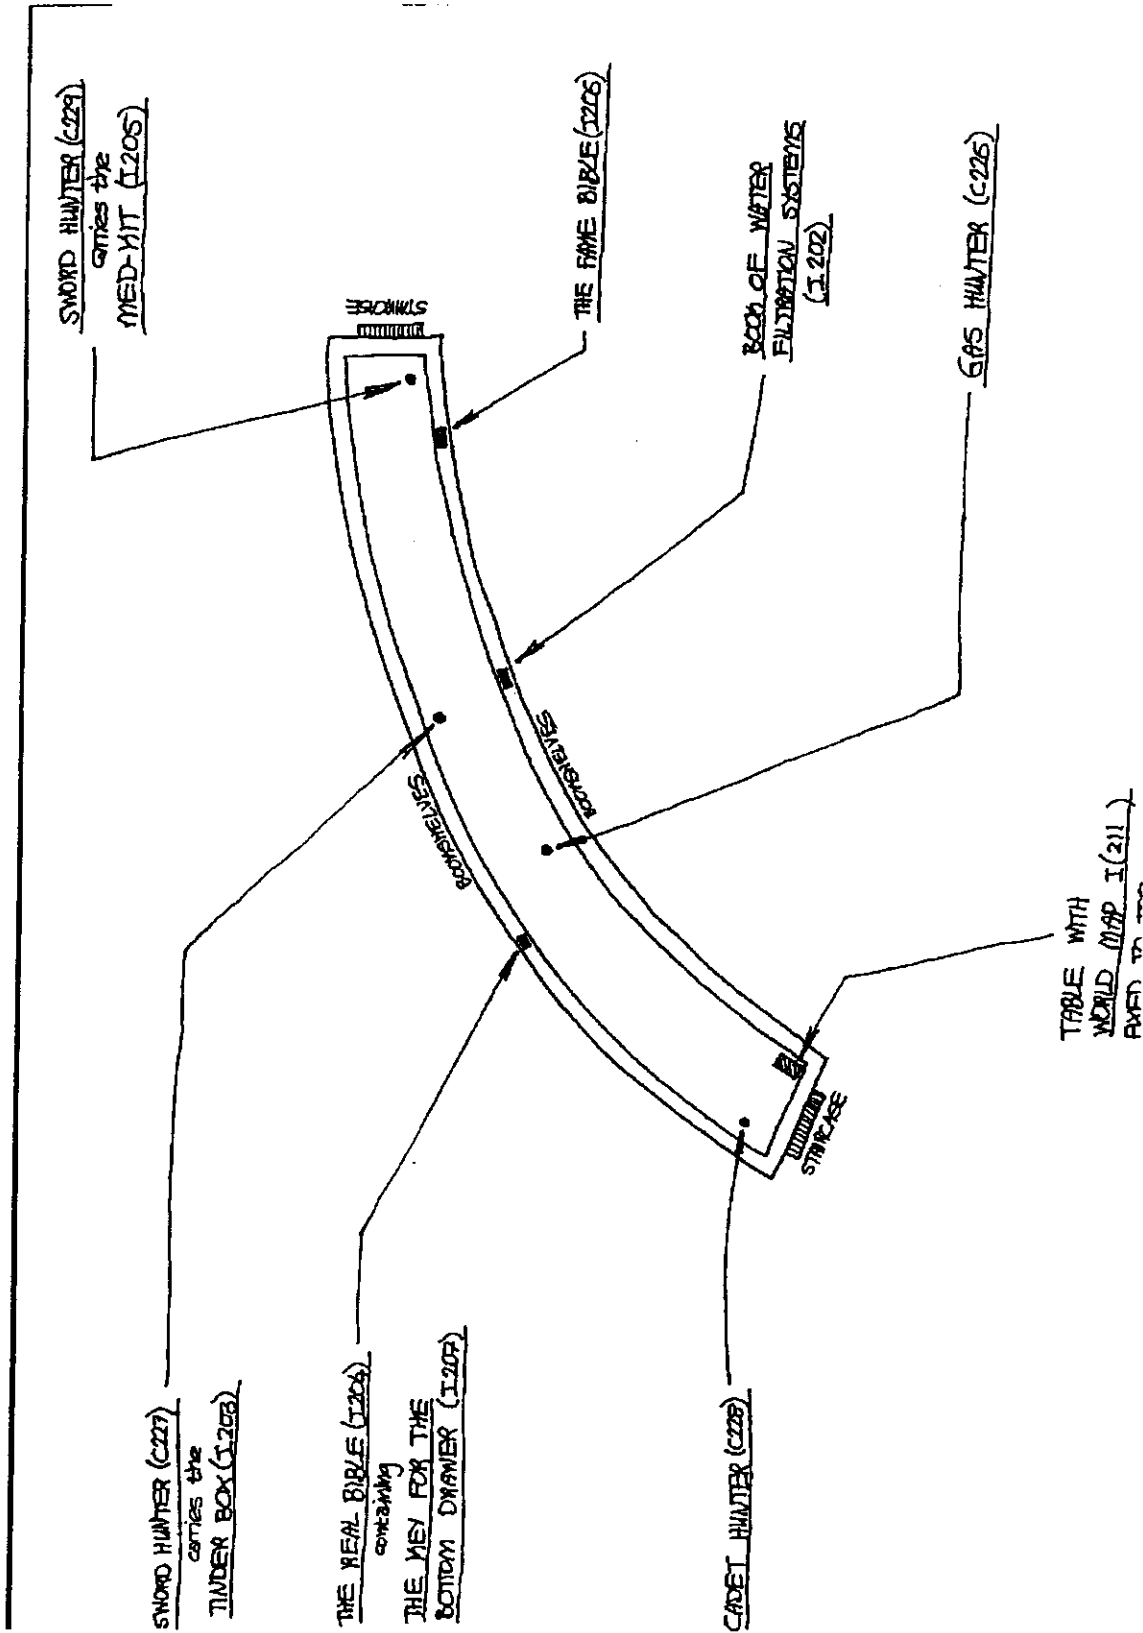 SWORD HUNTER (C229)
carries the
MED-KIT (I205)
STAIRCASE
THE FAKE BIBLE (I206)
BOOK OF WATER
FILTRATION SYSTEMS
(I202)
GAS HUNTER (C226)
BOOKSHELVES
BOOKSHELVES
SWORD HUNTER (C227)
carries the
TINDER BOX (I203)
THE REAL BIBLE (I204)
containing
THE KEY FOR THE
BOTTOM DRAWER (I207)
CADET HUNTER (C228)
STAIRCASE
TABLE WITH
WORLD MAP I(211)